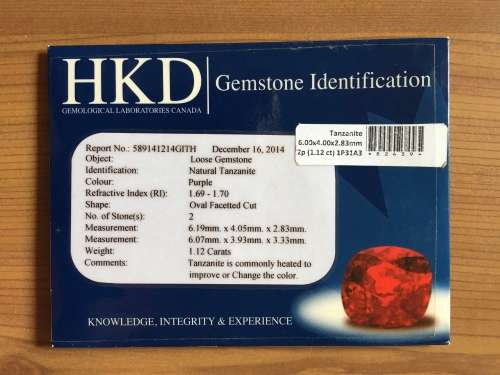 HKD
GEMOLOGICAL LABORATORIES CANADA
Gemstone Identification
Tanzanite
6.00x4.00x2.83mm
2p (1.12 ct) 1P31A3
Report No.: 589141214GITH December 16, 2014
Object: Loose Gemstone
Identification: Natural Tanzanite
Colour: Purple
Refractive Index (RI): 1.69 - 1.70
Shape: Oval Facetted Cut
No. of Stone(s): 2
Measurement: 6.19mm. x 4.05mm x 2.83mm.
Measurement: 6.07mm. x 3.93mm x 3.33mm.
Weight: 1.12 Carats
Comments: Tanzanite is commonly heated to
improve or Change the color.
KNOWLEDGE, INTEGRITY & EXPERIENCE